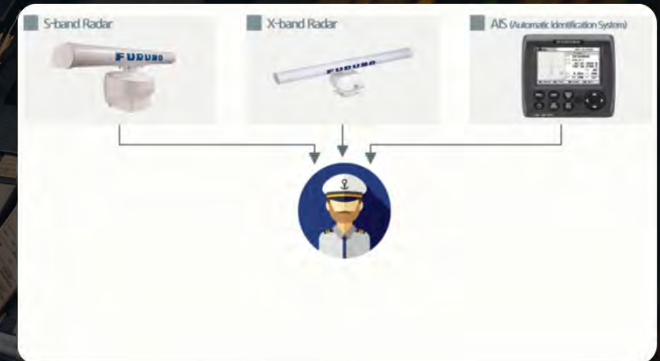 S-band Radar
X-band Radar
AIS (Automatic Identification System)
FURUNO
FURUNO